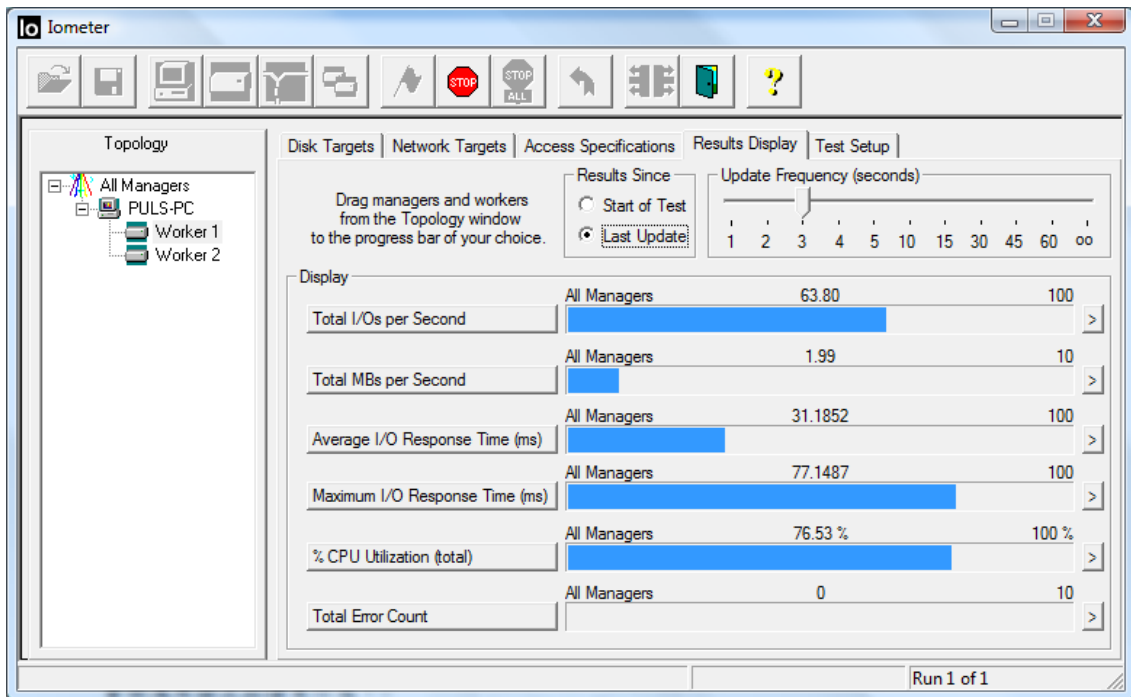 Io Iometer
STOP
STOP
ALL
?
Topology
All Managers
PULS-PC
Worker 1
Worker 2
Disk Targets
Network Targets
Access Specifications
Results Display
Test Setup
Drag managers and workers
from the Topology window
to the progress bar of your choice.
Results Since
Start of Test
Last Update
Update Frequency (seconds)
1 2 3 4 5 10 15 30 45 60 oo
Display
All Managers 63.80 100
Total I/Os per Second >
All Managers 1.99 10
Total MBs per Second >
All Managers 31.1852 100
Average I/O Response Time (ms) >
All Managers 77.1487 100
Maximum I/O Response Time (ms) >
All Managers 76.53 % 100 %
% CPU Utilization (total) >
All Managers 0 10
Total Error Count >
Run 1 of 1